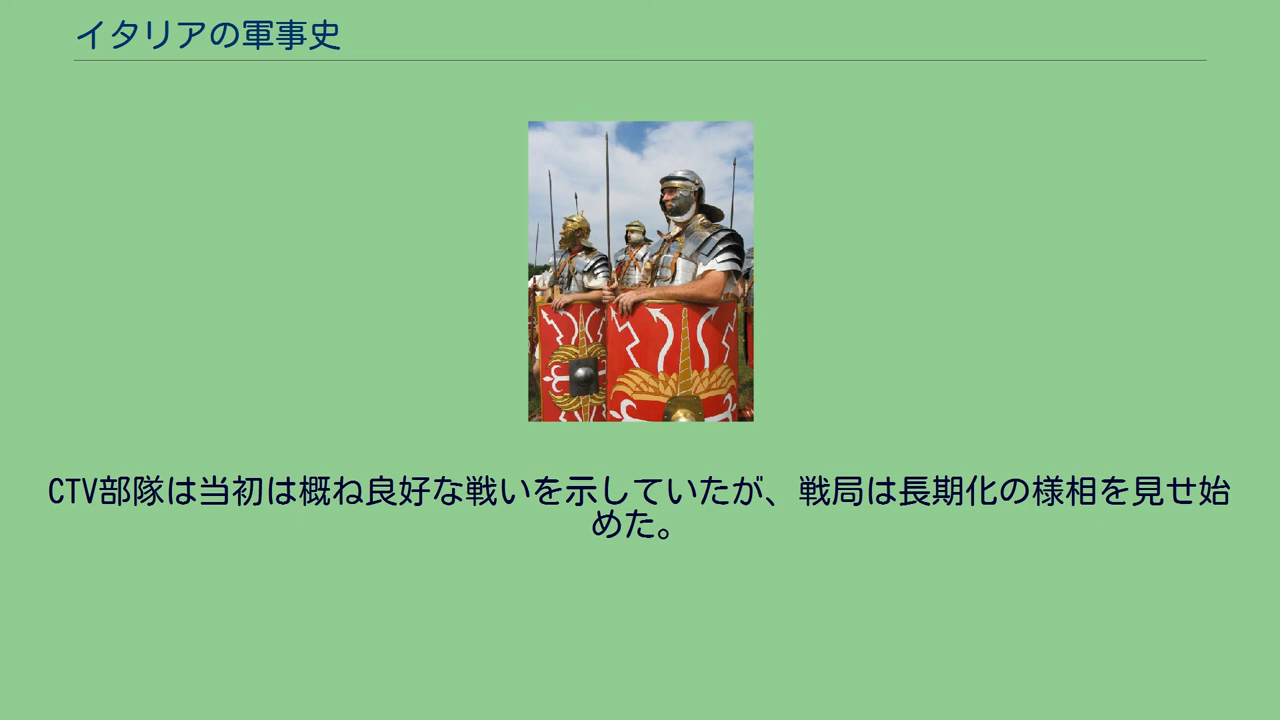 イタリアの軍事史
CTV部隊は当初は概ね良好な戦いを示していたが、戦局は長期化の様相を見せ始
めた。